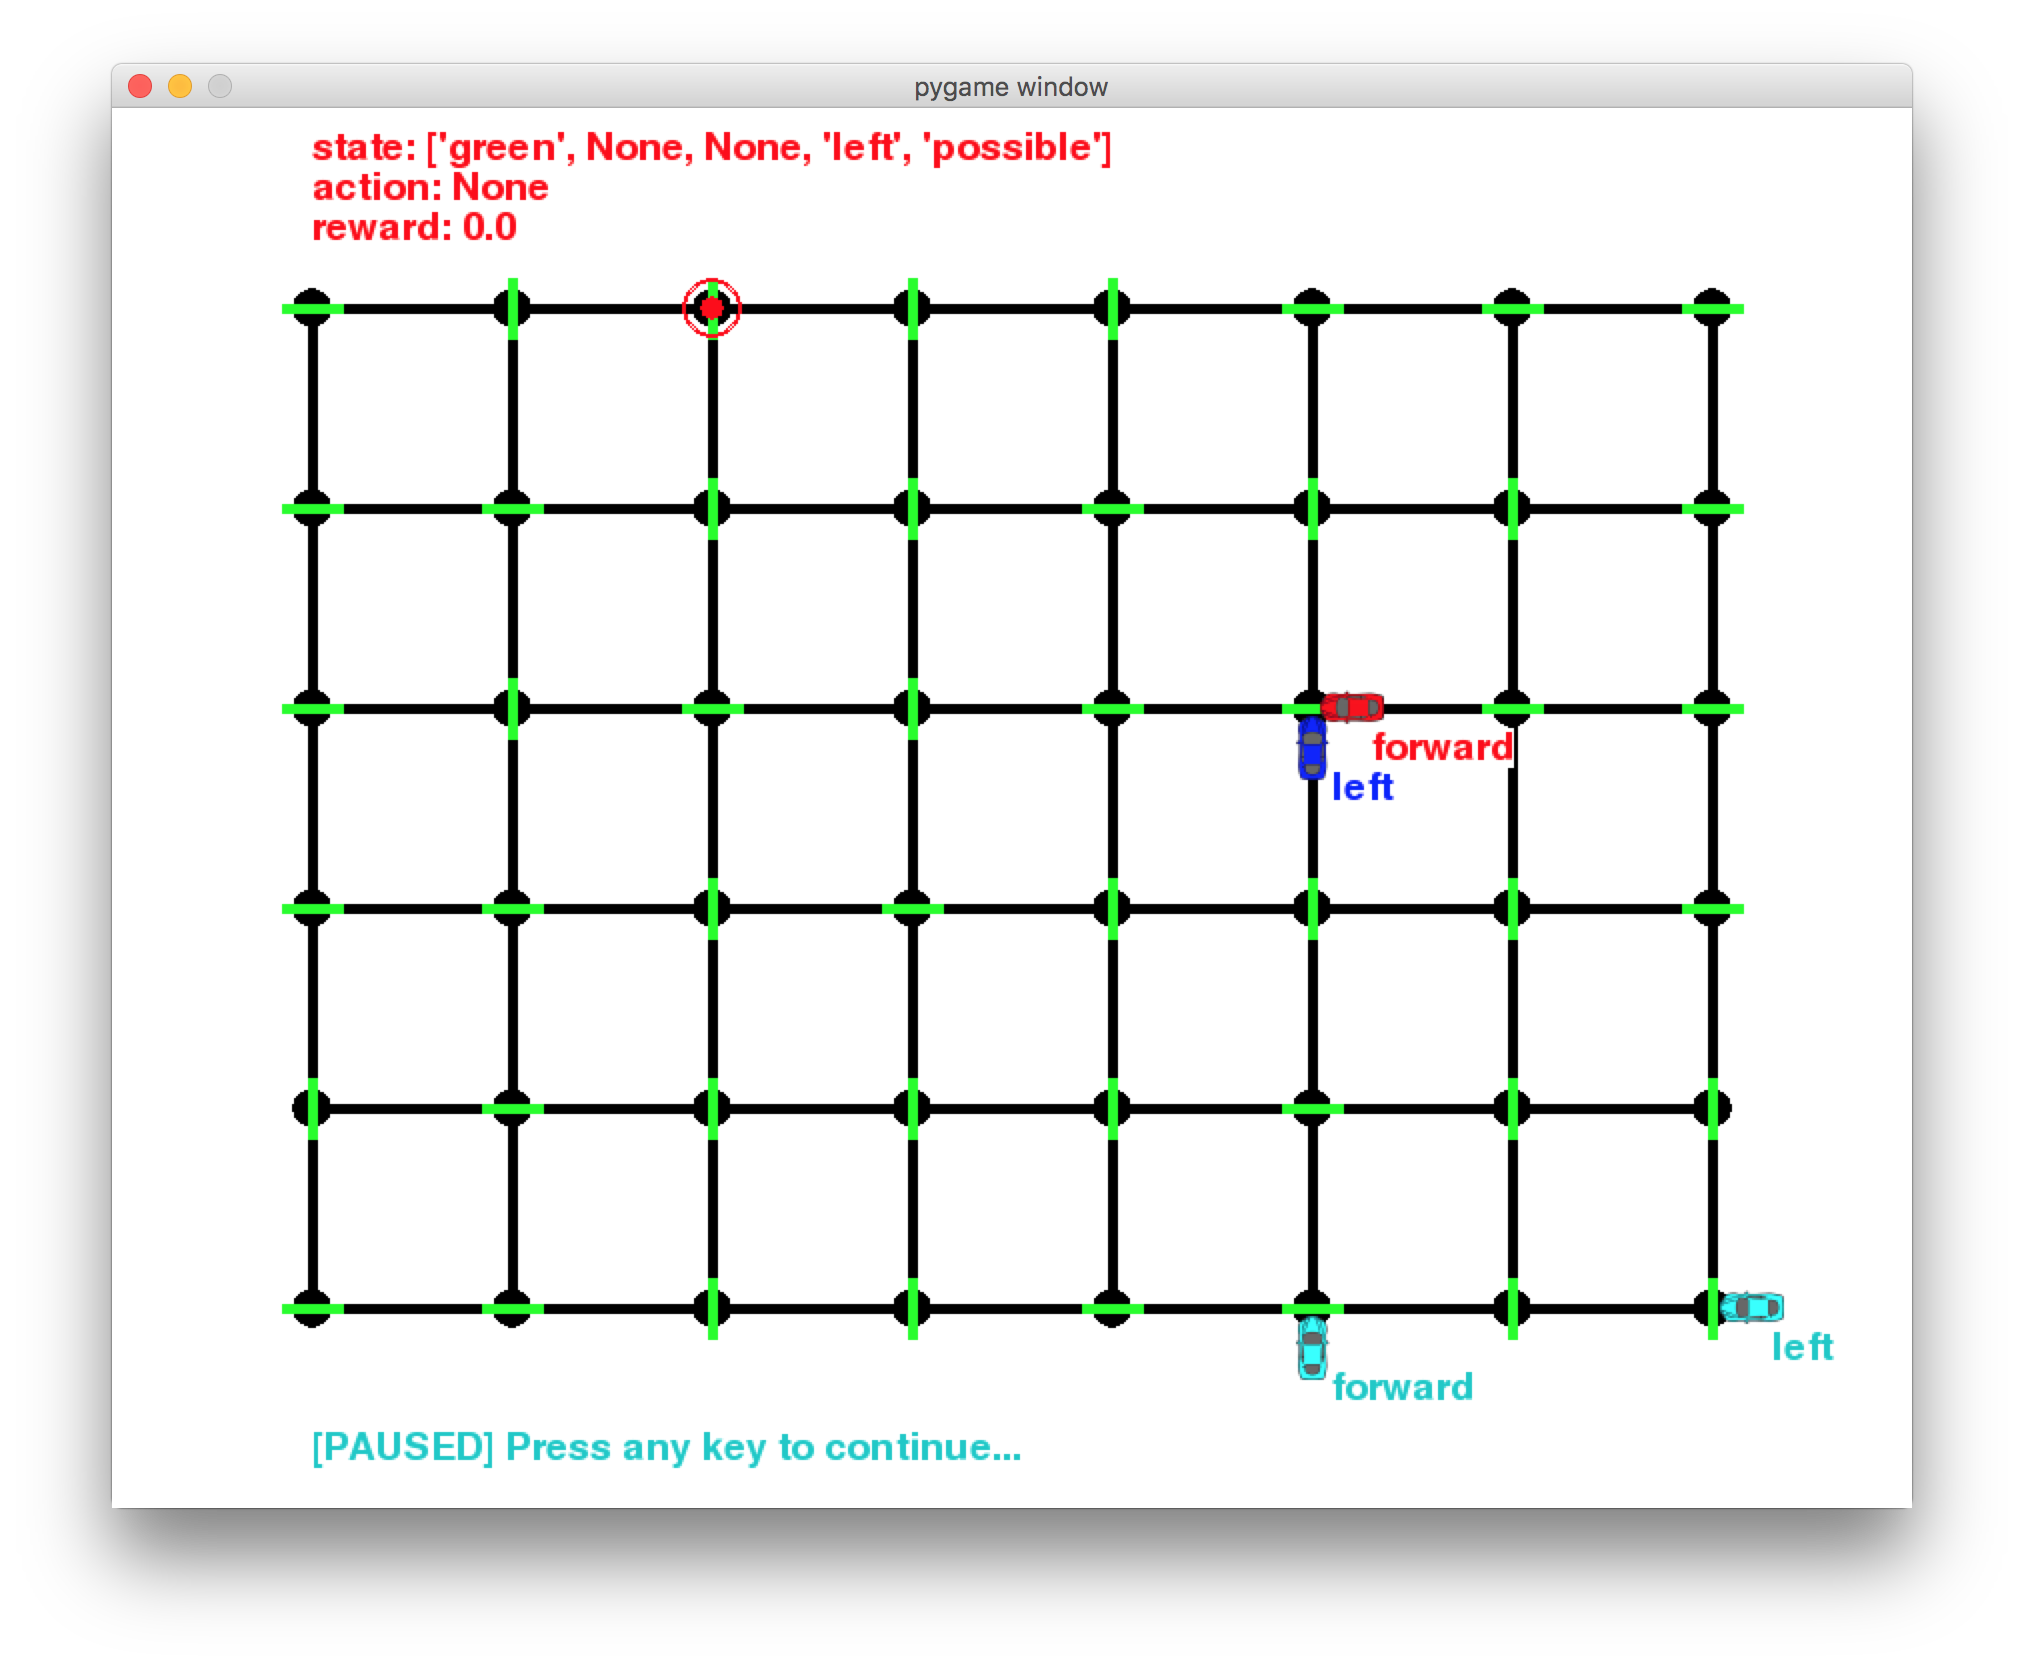 pygame window
state: ['green', None, None, 'left', 'possible']
action: None
reward: 0.0
forward
left
left
forward
[PAUSED] Press any key to continue...